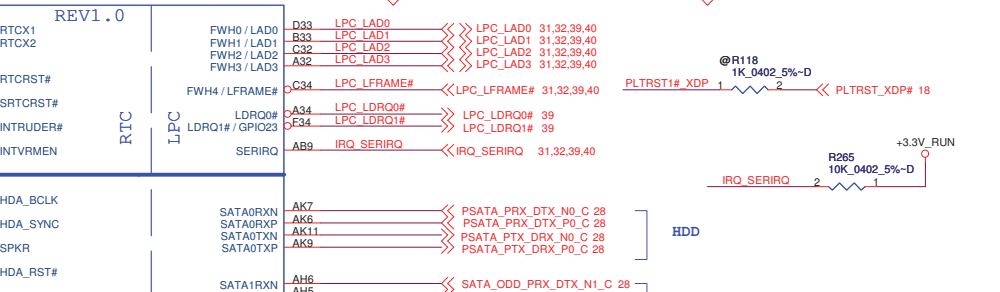 REV1.0
RTCX1
RTCX2
RTCRST#
SRTCRST#
INTRUDER#
INTVRMEN
RTC
LPC
FWH0 / LAD0 D33 LPC_LAD0 LPC_LAD0 31,32,39,40
FWH1 / LAD1 B33 LPC_LAD1 LPC_LAD1 31,32,39,40
FWH2 / LAD2 C32 LPC_LAD2 LPC_LAD2 31,32,39,40
FWH3 / LAD3 A32 LPC_LAD3 LPC_LAD3 31,32,39,40
FWH4 / LFRAME# C34 LPC_LFRAME# LPC_LFRAME# 31,32,39,40
LDRQ0# A34 LPC_LDRQ0# LPC_LDRQ0# 39
LDRQ1# / GPIO23 F34 LPC_LDRQ1# LPC_LDRQ1# 39
SERIRQ AB9 IRQ_SERIRQ IRQ_SERIRQ 31,32,39,40
@R118
1K_0402_5%~D
PLTRST1#_XDP 1 2 PLTRST_XDP# 18
+3.3V_RUN
R265
10K_0402_5%~D
IRQ_SERIRQ 2 1
HDA_BCLK
HDA_SYNC
SPKR
HDA_RST#
SATA0RXN AK7 PSATA_PRX_DTX_N0_C 28
SATA0RXP AK6 PSATA_PRX_DTX_P0_C 28
SATA0TXN AK11 PSATA_PTX_DRX_N0_C 28
SATA0TXP AK9 PSATA_PTX_DRX_P0_C 28
HDD
SATA1RXN AH6 SATA_ODD_PRX_DTX_N1_C 28
AH5